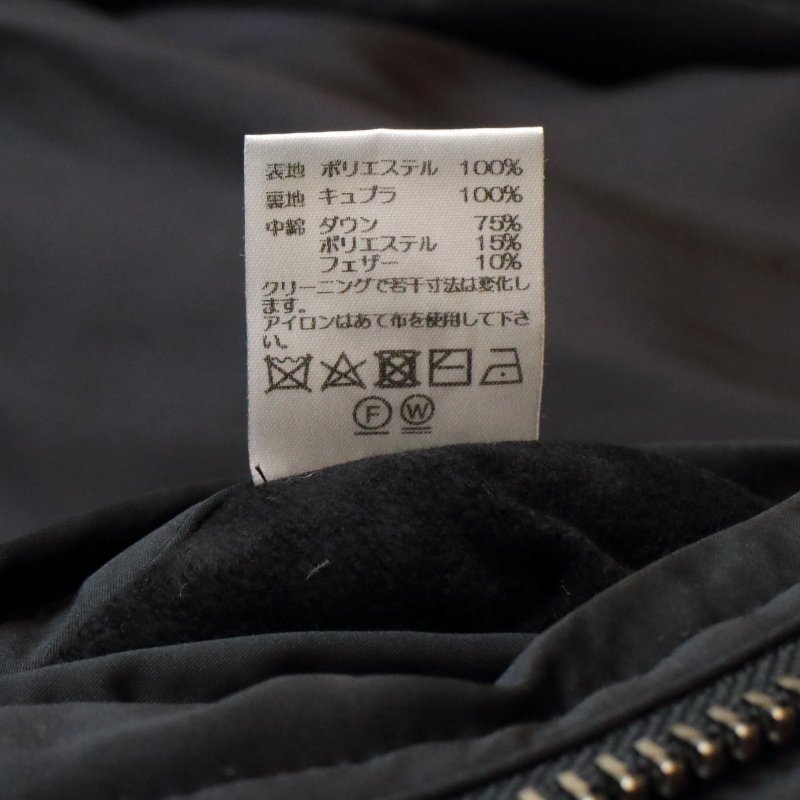 表地 ポリエステル 100%
裏地 キュプラ 100%
中綿 ダウン 75%
ポリエステル 15%
フェザー 10%
クリーニングで若干寸法は変化し
ます。
アイロンはあて布を使用して下さ
い。
F W